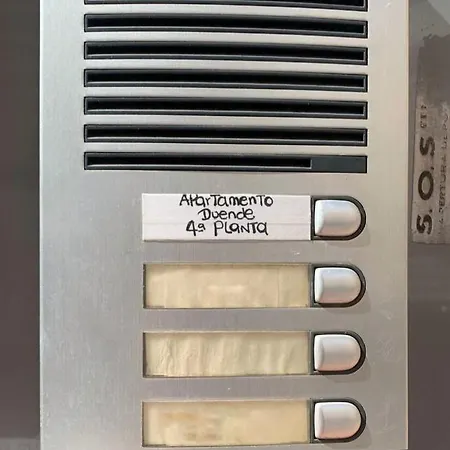 Apartamento
Duende
4ª Planta
S.O.S